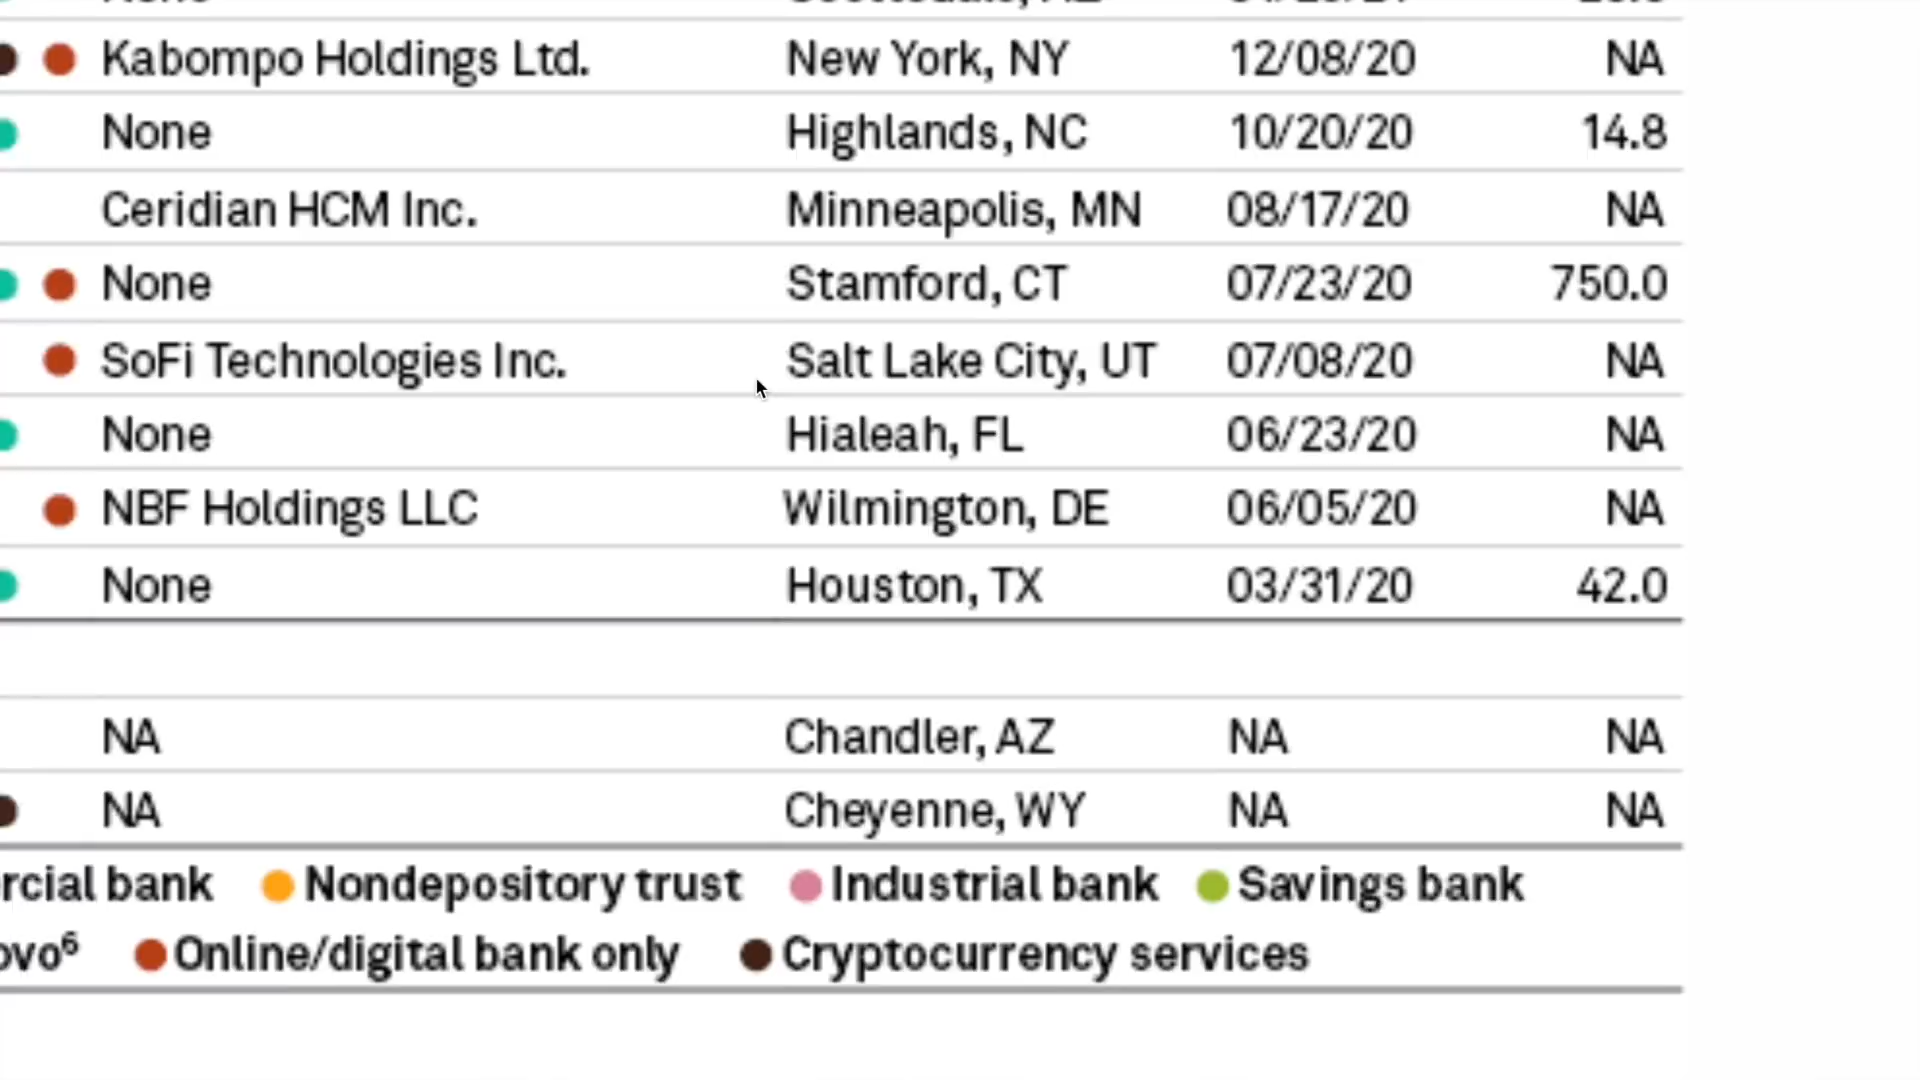 Kabompo Holdings Ltd. New York, NY 12/08/20 NA
None Highlands, NC 10/20/20 14.8
Ceridian HCM Inc. Minneapolis, MN 08/17/20 NA
None Stamford, CT 07/23/20 750.0
SoFi Technologies Inc. Salt Lake City, UT 07/08/20 NA
None Hialeah, FL 06/23/20 NA
NBF Holdings LLC Wilmington, DE 06/05/20 NA
None Houston, TX 03/31/20 42.0
NA Chandler, AZ NA NA
NA Cheyenne, WY NA NA
rcial bank Nondepository trust Industrial bank Savings bank
ovo⁶ Online/digital bank only Cryptocurrency services